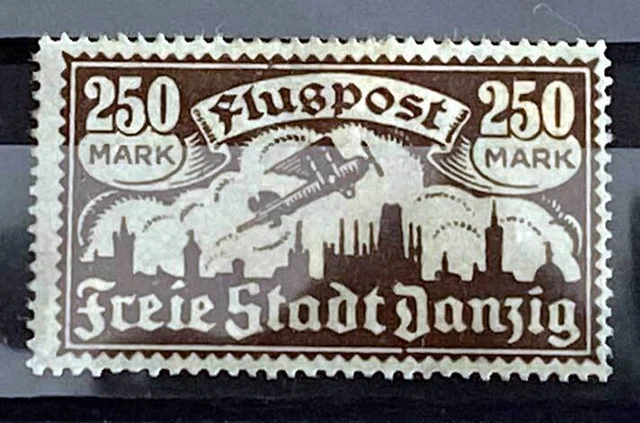 250 Flugpost 250
MARK MARK
Freie Stadt Danzig